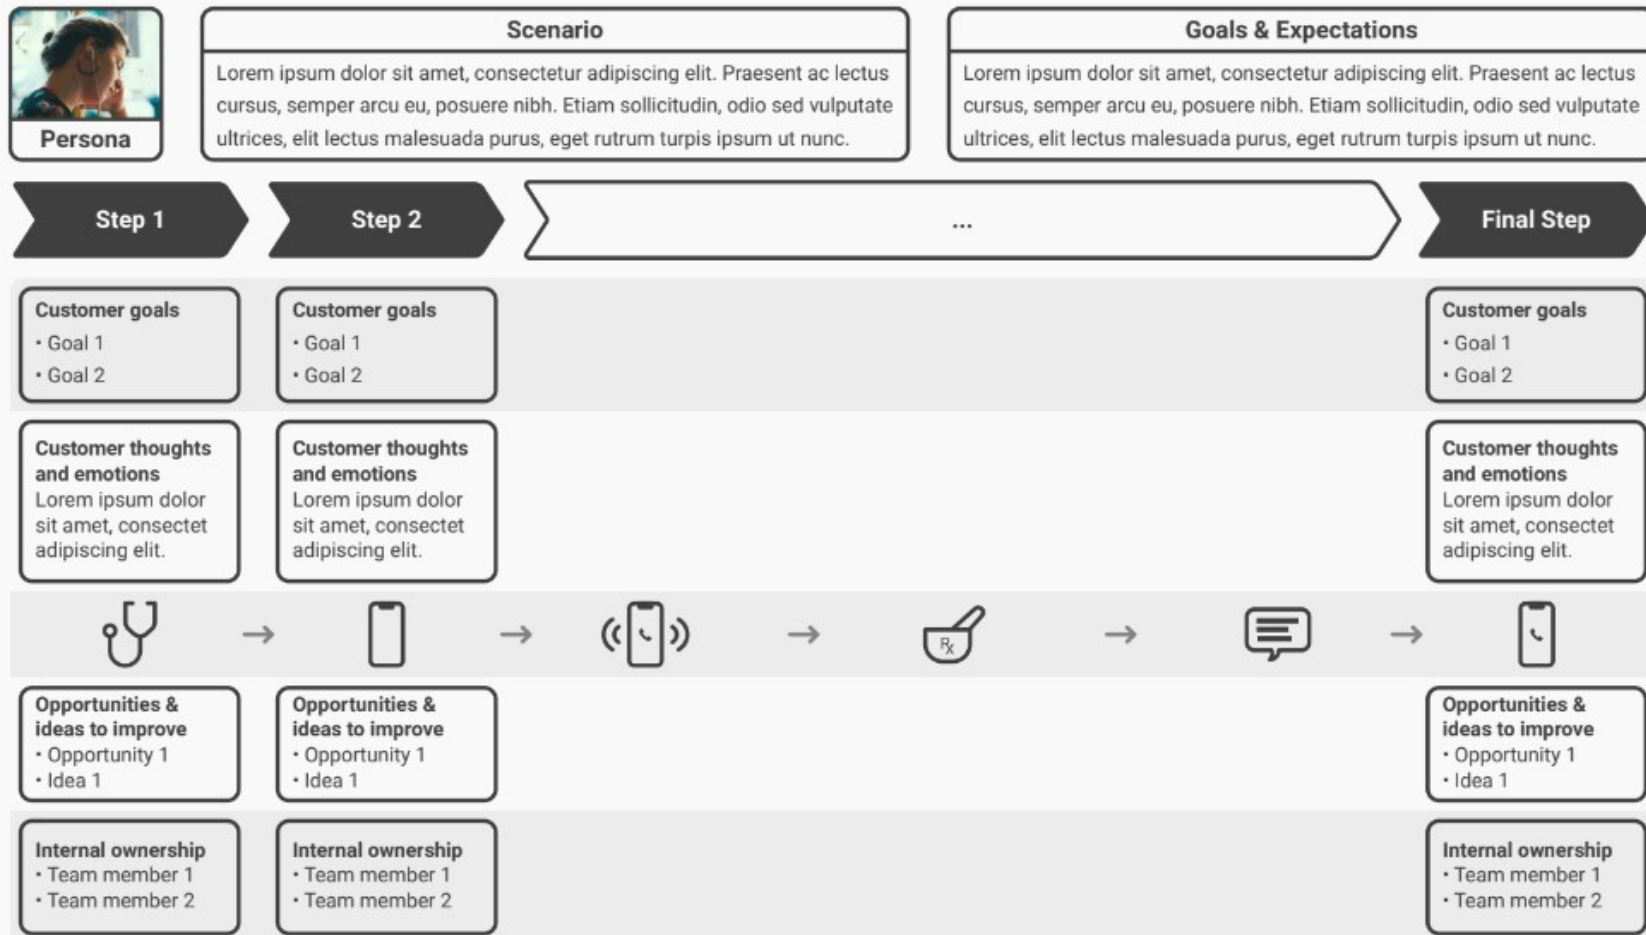 Persona
Scenario
Lorem ipsum dolor sit amet, consectetur adipiscing elit. Praesent ac lectus
cursus, semper arcu eu, posuere nibh. Etiam sollicitudin, odio sed vulputate
ultrices, elit lectus malesuada purus, eget rutrum turpis ipsum ut nunc.
Goals & Expectations
Lorem ipsum dolor sit amet, consectetur adipiscing elit. Praesent ac lectus
cursus, semper arcu eu, posuere nibh. Etiam sollicitudin, odio sed vulputate
ultrices, elit lectus malesuada purus, eget rutrum turpis ipsum ut nunc.
Step 1
Step 2
...
Final Step
Customer goals
• Goal 1
• Goal 2
Customer goals
• Goal 1
• Goal 2
Customer goals
• Goal 1
• Goal 2
Customer thoughts
and emotions
Lorem ipsum dolor
sit amet, consectet
adipiscing elit.
Customer thoughts
and emotions
Lorem ipsum dolor
sit amet, consectet
adipiscing elit.
Customer thoughts
and emotions
Lorem ipsum dolor
sit amet, consectet
adipiscing elit.
Rx
Opportunities &
ideas to improve
• Opportunity 1
• Idea 1
Opportunities &
ideas to improve
• Opportunity 1
• Idea 1
Opportunities &
ideas to improve
• Opportunity 1
• Idea 1
Internal ownership
• Team member 1
• Team member 2
Internal ownership
• Team member 1
• Team member 2
Internal ownership
• Team member 1
• Team member 2